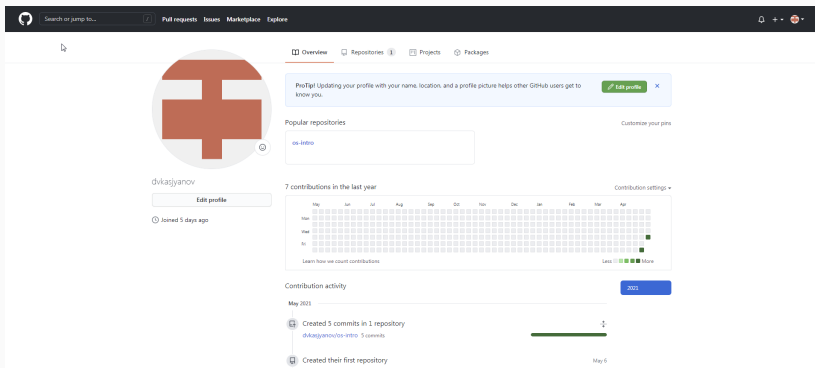 Search or jump to... /
Pull requests Issues Marketplace Explore
Overview Repositories 1 Projects Packages
ProTip! Updating your profile with your name, location, and a profile picture helps other GitHub users get to
know you.
Edit profile
Popular repositories
Customize your pins
os-intro
dvkasjyanov
Edit profile
Joined 5 days ago
7 contributions in the last year
Contribution settings
May Jun Jul Aug Sep Oct Nov Dec Jan Feb Mar Apr
Mon
Wed
Fri
Learn how we count contributions
Less More
Contribution activity
2021
May 2021
Created 5 commits in 1 repository
dvkasjyanov/os-intro 5 commits
Created their first repository
May 6